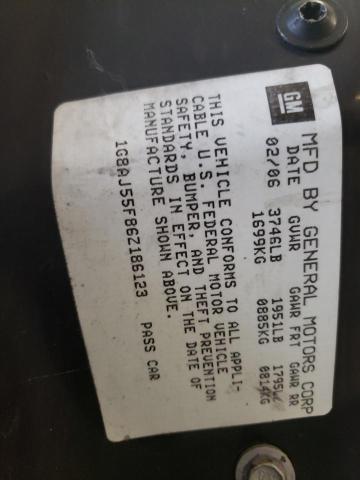 GM
MFD BY GENERAL MOTORS CORP
DATE GVWR GAWR FRT GAWR RR
02/06 3746LB 1951LB
1699KG 0885KG
THIS VEHICLE CONFORMS TO ALL APPLI-
CABLE U.S. FEDERAL MOTOR VEHICLE
SAFETY, BUMPER, AND THEFT PREVENTION
STANDARDS IN EFFECT ON THE DATE OF
MANUFACTURE SHOWN ABOVE.
1G8AJ55F86Z186123 PASS CAR